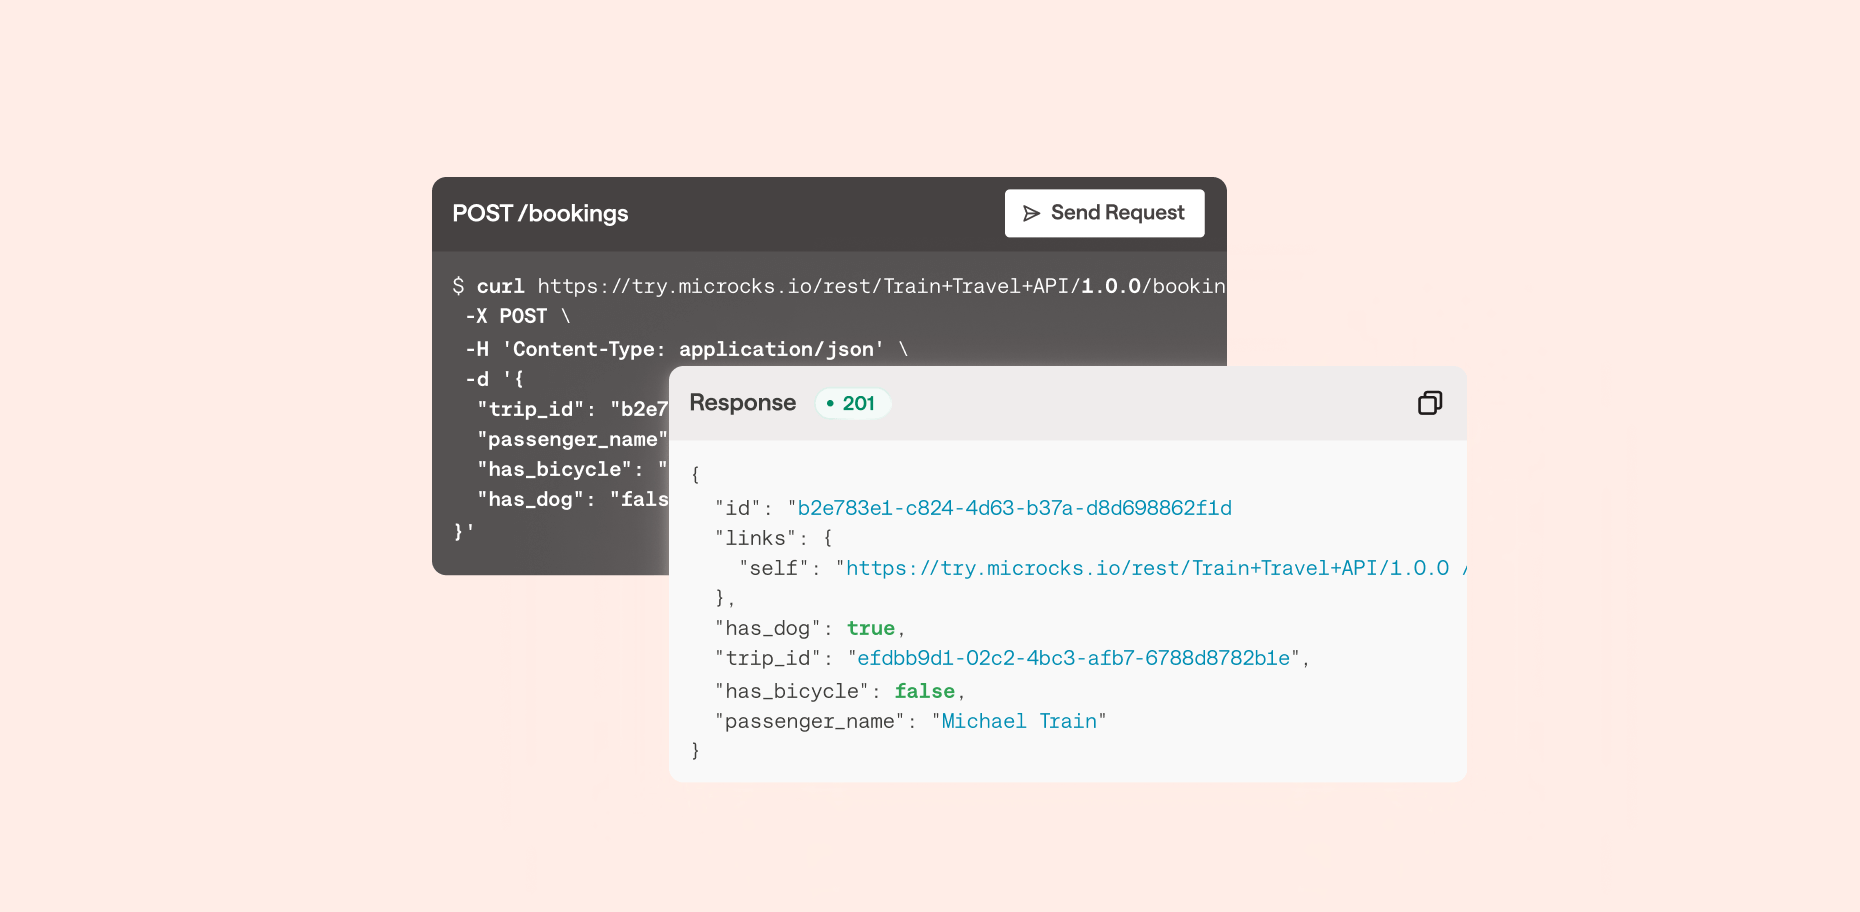 POST /bookings
Send Request
$ curl https://try.microcks.io/rest/Train+Travel+API/1.0.0/bookin
-X POST \
-H 'Content-Type: application/json' \
-d '{
"trip_id": "b2e7
"passenger_name"
"has_bicycle": "
"has_dog": "fals
}'
Response • 201
{
"id": "b2e783e1-c824-4d63-b37a-d8d698862f1d
"links": {
"self": "https://try.microcks.io/rest/Train+Travel+API/1.0.0 /
},
"has_dog": true,
"trip_id": "efdbb9d1-02c2-4bc3-afb7-6788d8782b1e",
"has_bicycle": false,
"passenger_name": "Michael Train"
}